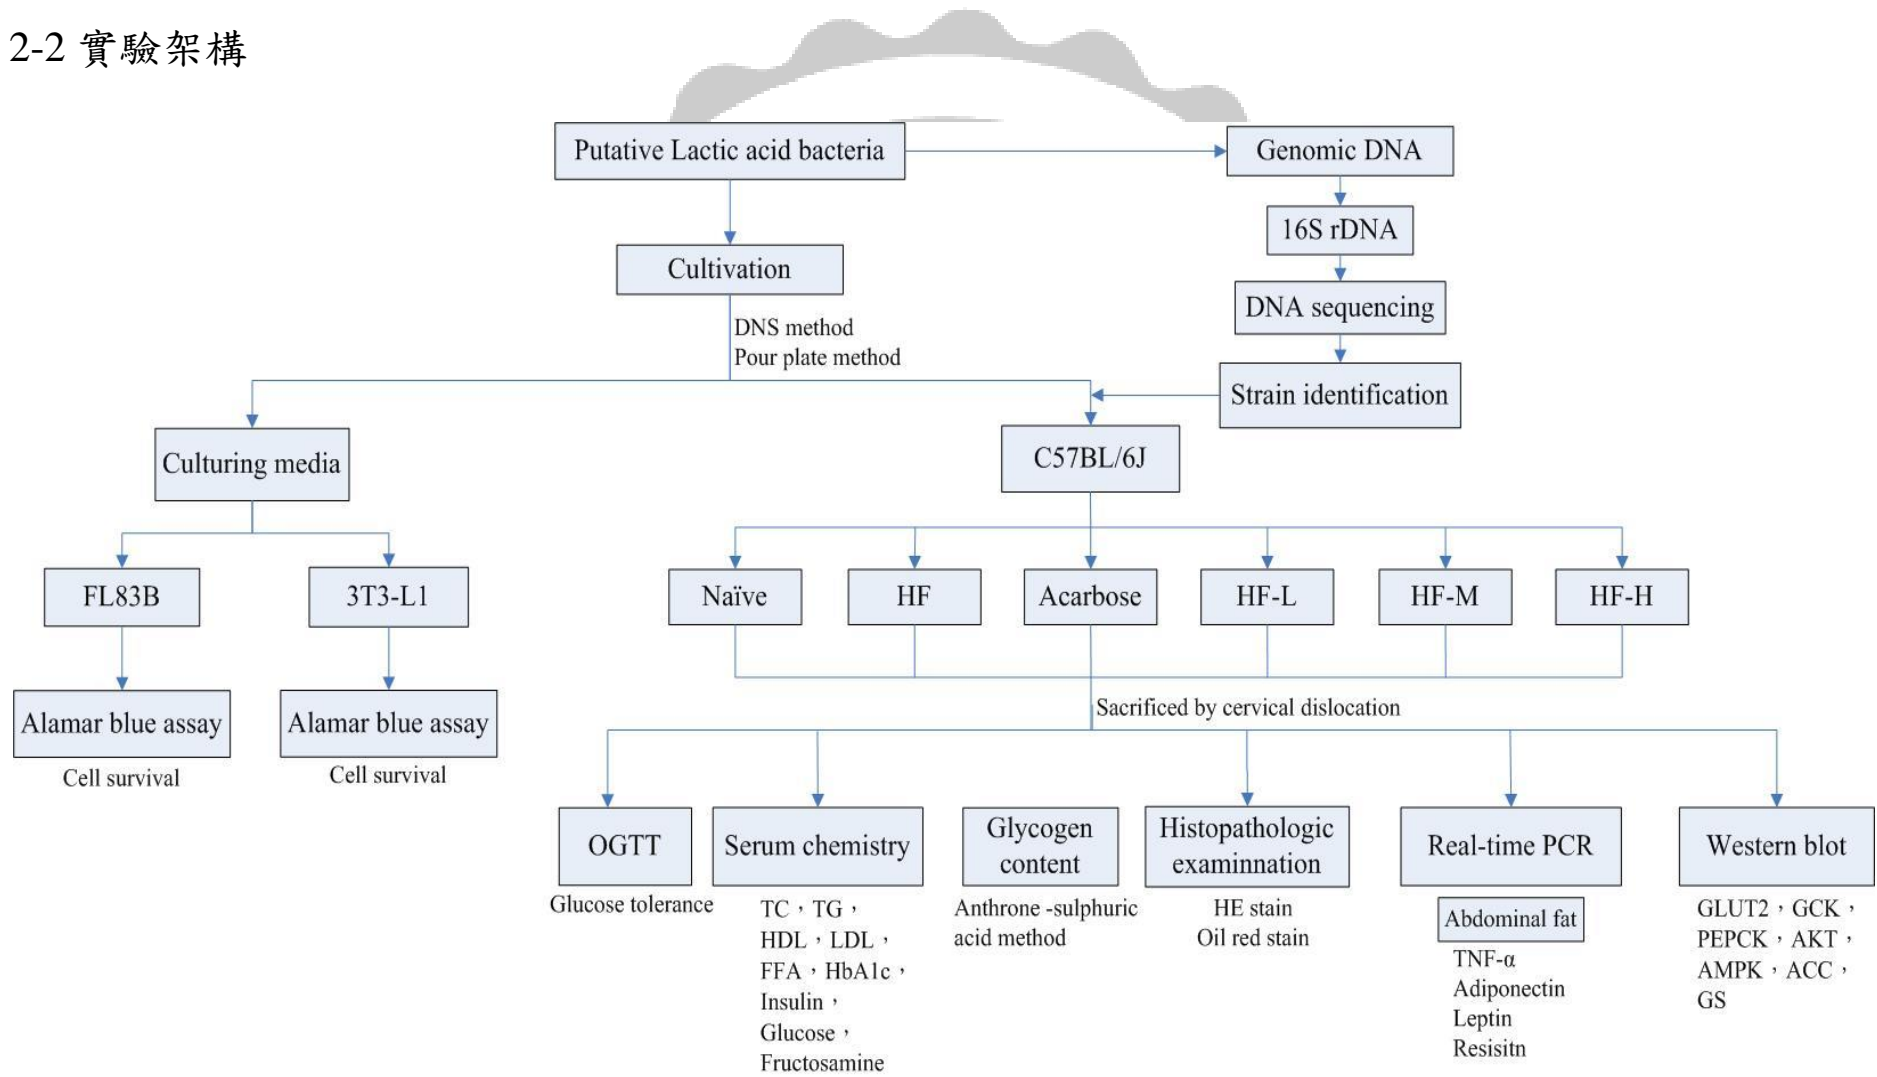 2-2 實驗架構
Putative Lactic acid bacteria
Genomic DNA
16S rDNA
Cultivation
DNA sequencing
DNS method
Pour plate method
Strain identification
Culturing media
C57BL/6J
FL83B
3T3-L1
Naïve
HF
Acarbose
HF-L
HF-M
HF-H
Alamar blue assay
Cell survival
Alamar blue assay
Cell survival
Sacrificed by cervical dislocation
OGTT
Glucose tolerance
Serum chemistry
TC，TG，
HDL，LDL，
FFA，HbA1c，
Insulin，
Glucose，
Fructosamine
Glycogen
content
Anthrone -sulphuric
acid method
Histopathologic
examinnation
HE stain
Oil red stain
Real-time PCR
Abdominal fat
TNF-α
Adiponectin
Leptin
Resisitn
Western blot
GLUT2，GCK，
PEPCK，AKT，
AMPK，ACC，
GS